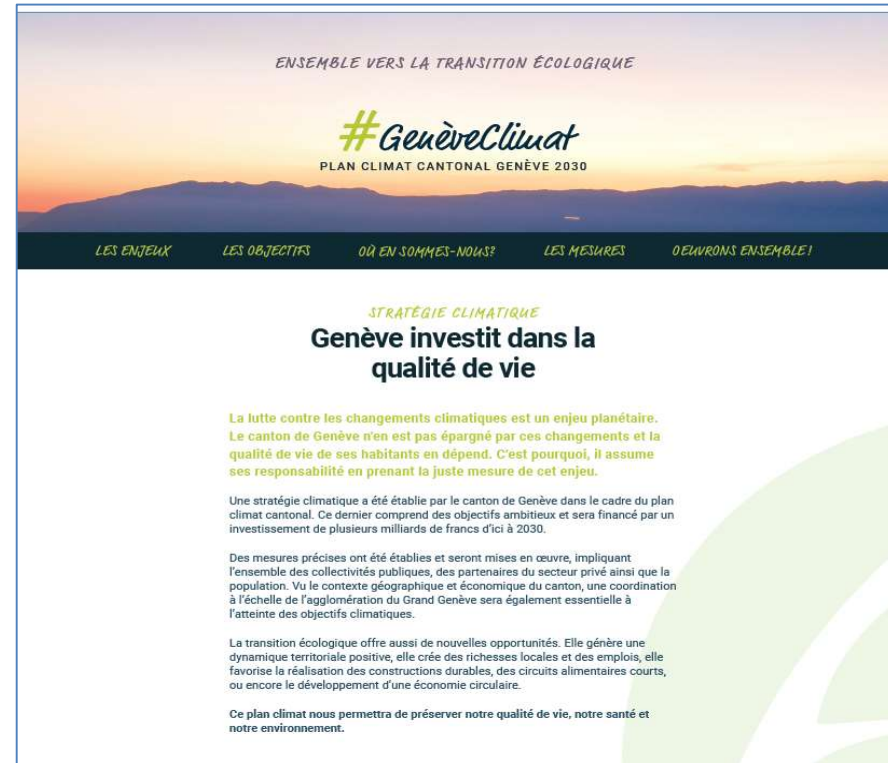 ENSEMBLE VERS LA TRANSITION ÉCOLOGIQUE
#GenèveClimat
PLAN CLIMAT CANTONAL GENÈVE 2030
LES ENJEUX LES OBJECTIFS OÙ EN SOMMES-NOUS? LES MESURES OEUVRONS ENSEMBLE!
STRATÉGIE CLIMATIQUE
Genève investit dans la
qualité de vie
La lutte contre les changements climatiques est un enjeu planétaire.
Le canton de Genève n'en est pas épargné par ces changements et la
qualité de vie de ses habitants en dépend. C'est pourquoi, il assume
ses responsabilité en prenant la juste mesure de cet enjeu.
Une stratégie climatique a été établie par le canton de Genève dans le cadre du plan
climat cantonal. Ce dernier comprend des objectifs ambitieux et sera financé par un
investissement de plusieurs milliards de francs d'ici à 2030.
Des mesures précises ont été établies et seront mises en œuvre, impliquant
l'ensemble des collectivités publiques, des partenaires du secteur privé ainsi que la
population. Vu le contexte géographique et économique du canton, une coordination
à l'échelle de l'agglomération du Grand Genève sera également essentielle à
l'atteinte des objectifs climatiques.
La transition écologique offre aussi de nouvelles opportunités. Elle génère une
dynamique territoriale positive, elle crée des richesses locales et des emplois, elle
favorise la réalisation des constructions durables, des circuits alimentaires courts,
ou encore le développement d'une économie circulaire.
Ce plan climat nous permettra de préserver notre qualité de vie, notre santé et
notre environnement.